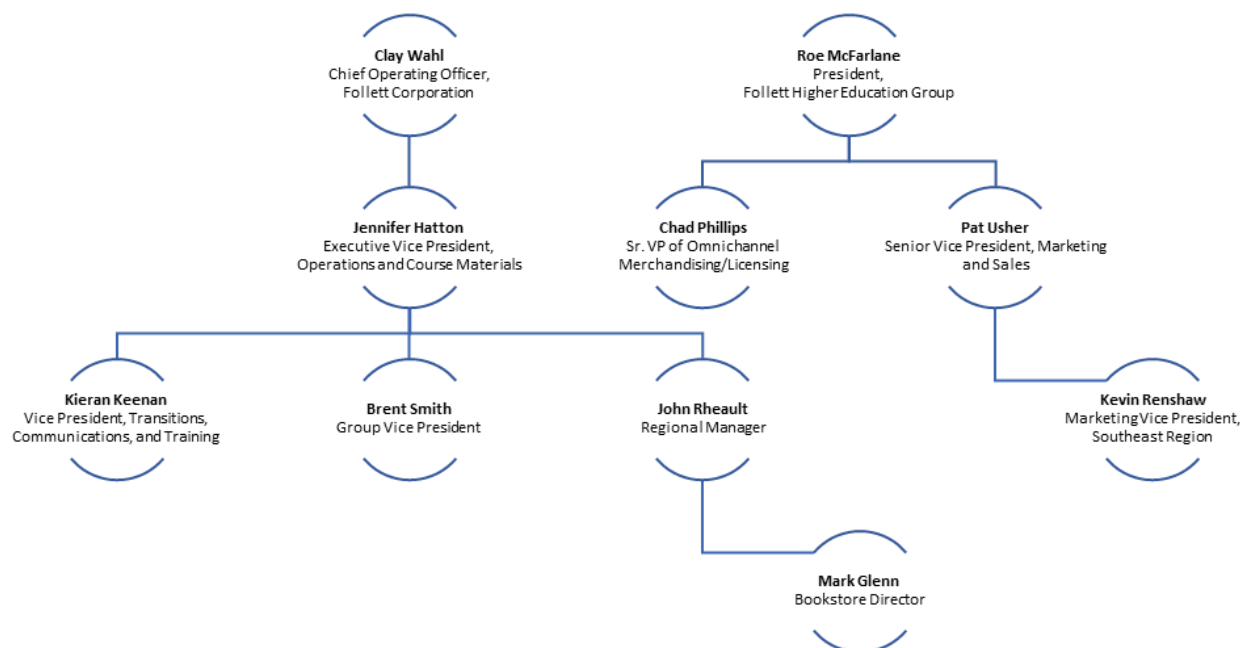 Clay Wahl
Chief Operating Officer,
Follett Corporation
Roe McFarlane
President,
Follett Higher Education Group
Jennifer Hatton
Executive Vice President,
Operations and Course Materials
Chad Phillips
Sr. VP of Omnichannel
Merchandising/Licensing
Pat Usher
Senior Vice President, Marketing
and Sales
Kieran Keenan
Vice President, Transitions,
Communications, and Training
Brent Smith
Group Vice President
John Rheault
Regional Manager
Kevin Renshaw
Marketing Vice President,
Southeast Region
Mark Glenn
Bookstore Director